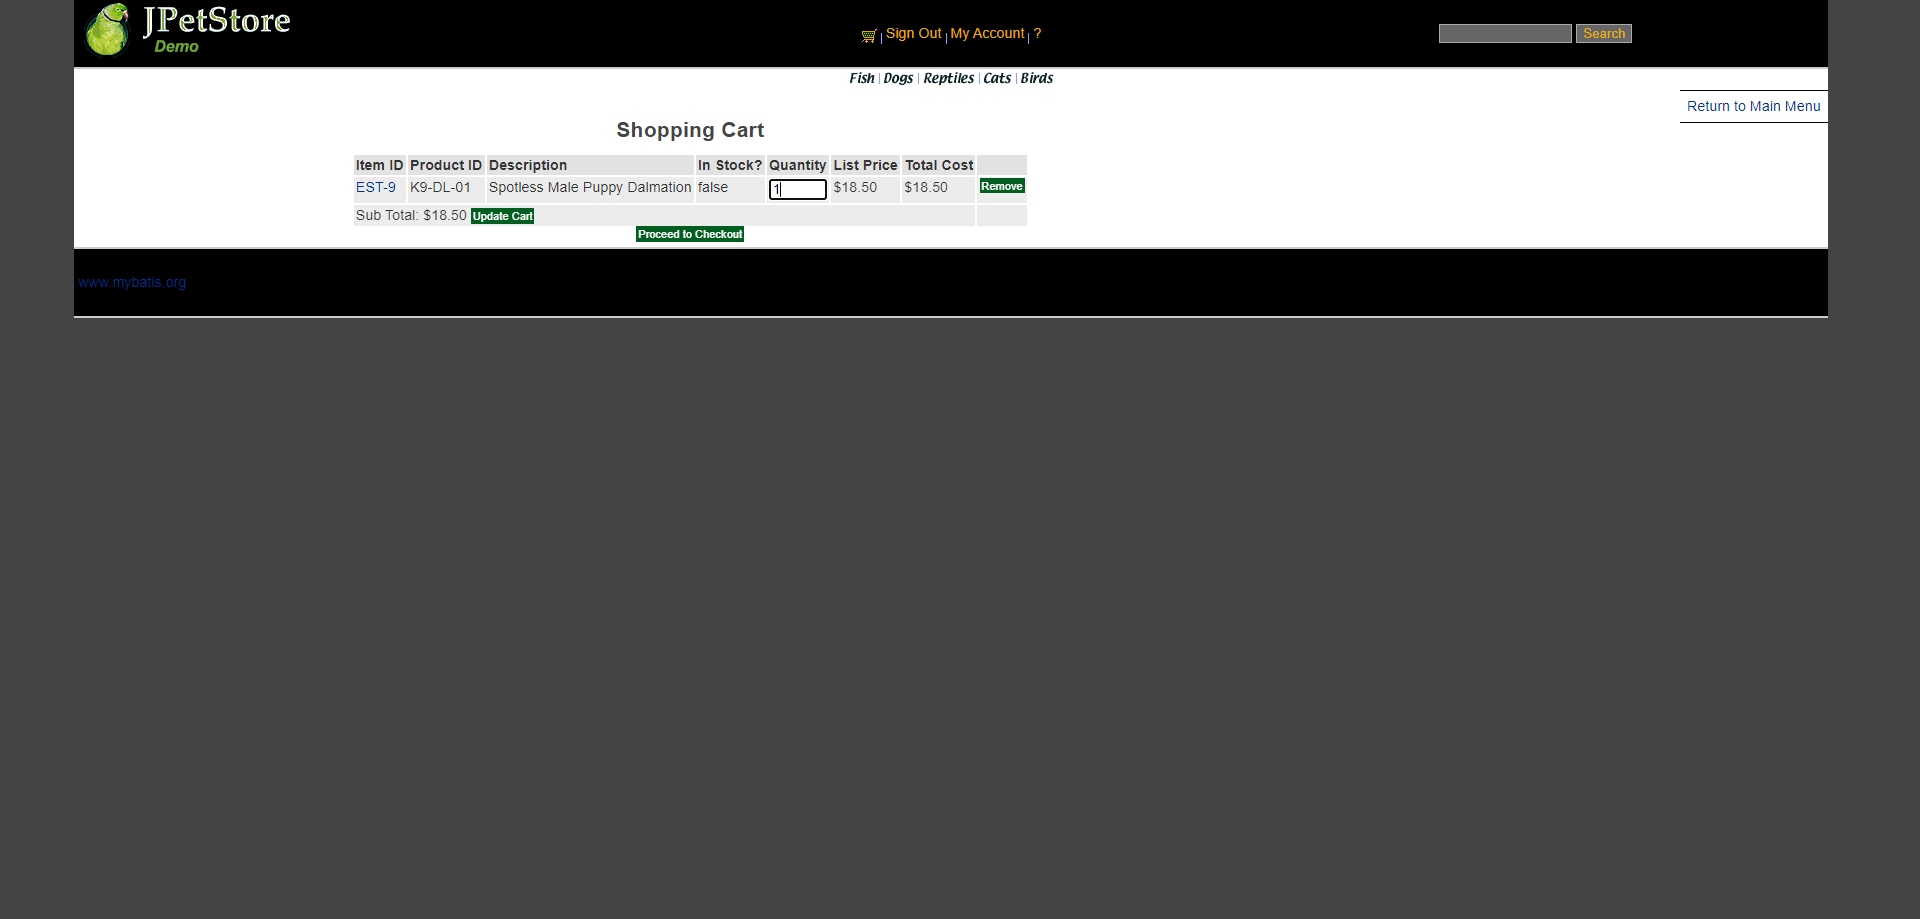 JPetStore
Demo
Sign Out | My Account | ?
Search
Fish | Dogs | Reptiles | Cats | Birds
Return to Main Menu
Shopping Cart
Item ID Product ID Description In Stock? Quantity List Price Total Cost
EST-9 K9-DL-01 Spotless Male Puppy Dalmation false 1 $18.50 $18.50 Remove
Sub Total: $18.50 Update Cart
Proceed to Checkout
www.mybatis.org